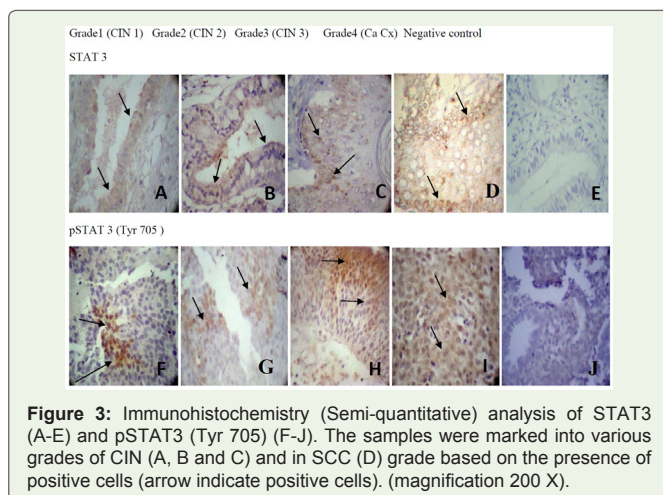 Grade1 (CIN 1) Grade2 (CIN 2) Grade3 (CIN 3) Grade4 (Ca Cx) Negative control
STAT 3
A B C D E
pSTAT 3 (Tyr 705 )
F G H I J
Figure 3: Immunohistochemistry (Semi-quantitative) analysis of STAT3
(A-E) and pSTAT3 (Tyr 705) (F-J). The samples were marked into various
grades of CIN (A, B and C) and in SCC (D) grade based on the presence of
positive cells (arrow indicate positive cells). (magnification 200 X).